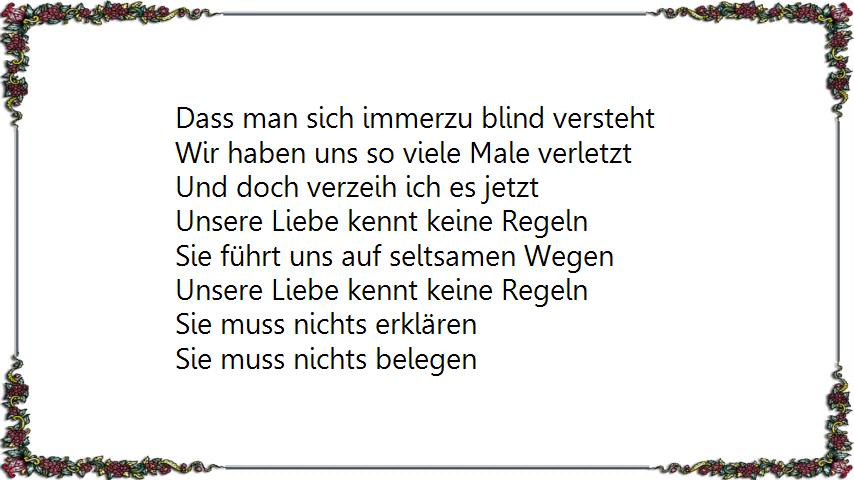 Dass man sich immerzu blind versteht
Wir haben uns so viele Male verletzt
Und doch verzeih ich es jetzt
Unsere Liebe kennt keine Regeln
Sie führt uns auf seltsamen Wegen
Unsere Liebe kennt keine Regeln
Sie muss nichts erklären
Sie muss nichts belegen